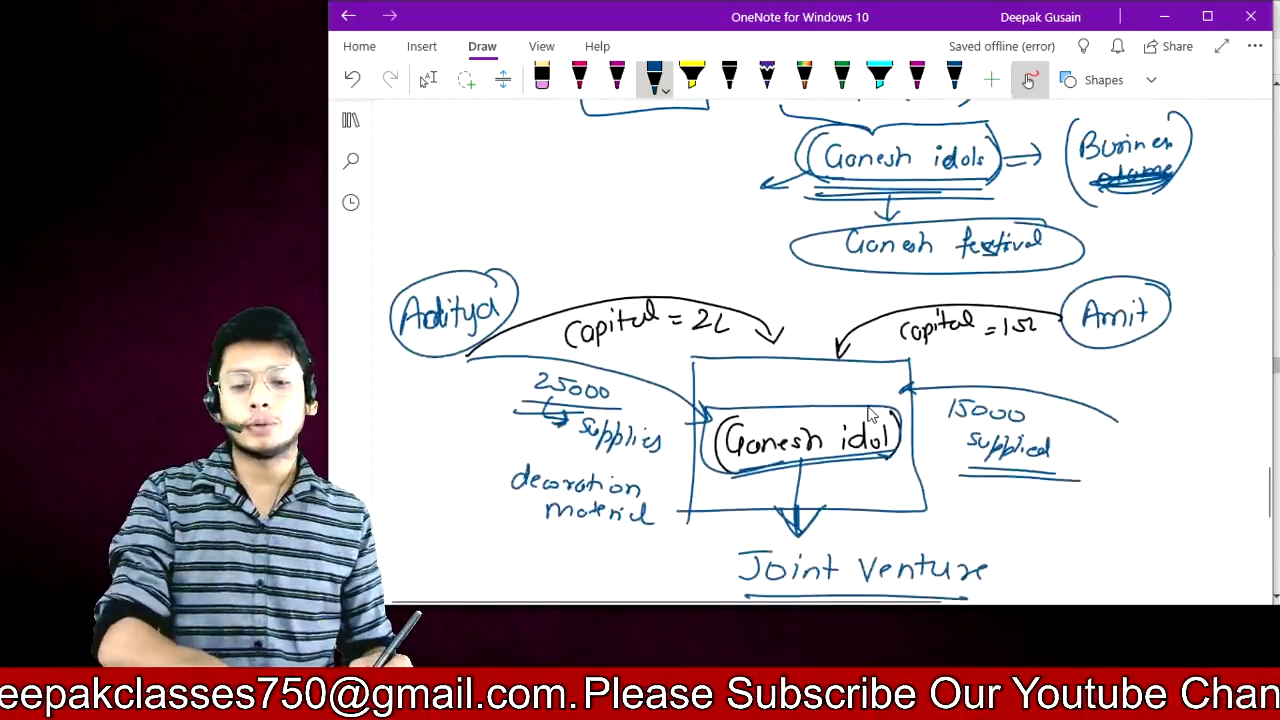 OneNote for Windows 10
Deepak Gusain
Home Insert Draw View Help
Saved offline (error)
Share
Shapes
Ganesh idols
Business
Ganesh festival
Aditya
Capital = 2L
Capital = 1.5L
Amit
25000
supplies
decoration
material
Ganesh idol
15000
supplied
Joint Venture
eepakclasses750@gmail.com. Please Subscribe Our Youtube Chan